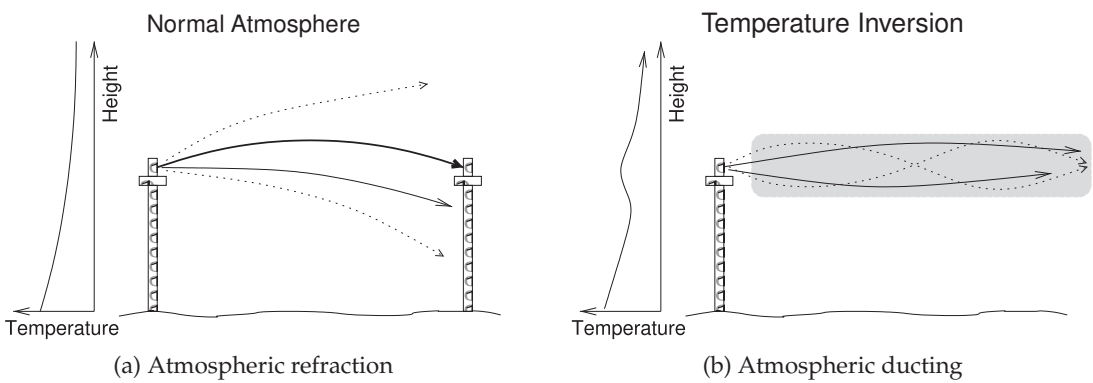 Normal Atmosphere
Height
Temperature
(a) Atmospheric refraction
Temperature Inversion
Height
Temperature
(b) Atmospheric ducting